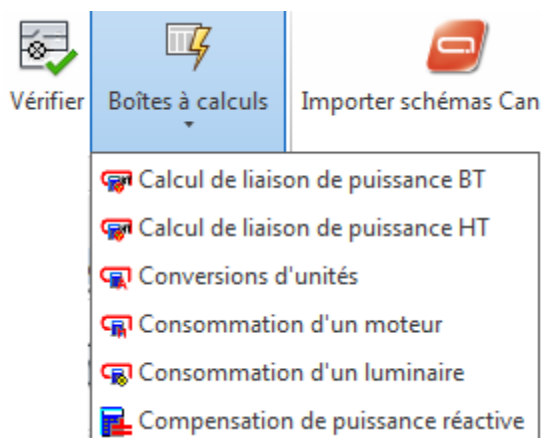 Vérifier
Boîtes à calculs
Importer schémas Can
Calcul de liaison de puissance BT
Calcul de liaison de puissance HT
Conversions d'unités
Consommation d'un moteur
Consommation d'un luminaire
Compensation de puissance réactive